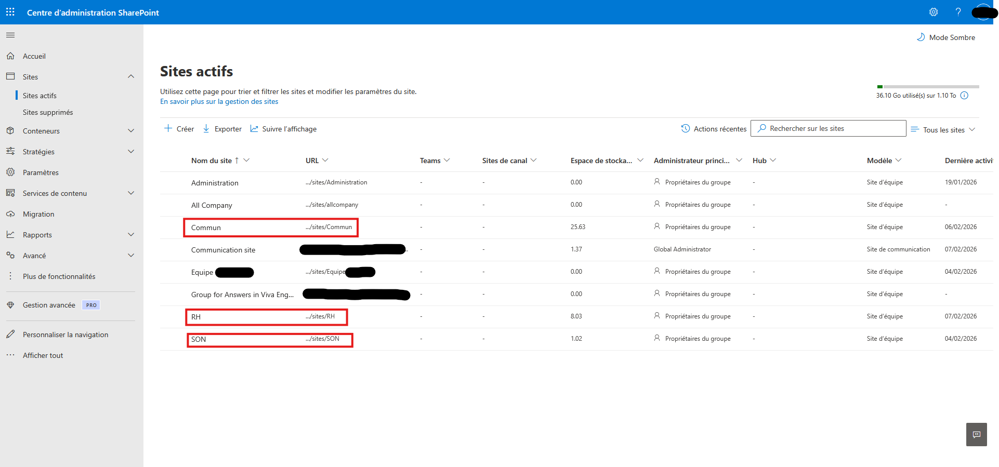 Centre d'administration SharePoint
Mode Sombre
Accueil
Sites
Sites actifs
Sites supprimés
Conteneurs
Stratégies
Paramètres
Services de contenu
Migration
Rapports
Avancé
Plus de fonctionnalités
Gestion avancée PRO
Personnaliser la navigation
Afficher tout
Sites actifs
Utilisez cette page pour trier et filtrer les sites et modifier les paramètres du site.
En savoir plus sur la gestion des sites
36.10 Go utilisé(s) sur 1.10 To
Créer Exporter Suivre l'affichage Actions récentes Rechercher sur les sites Tous les sites
Nom du site ↑ URL Teams Sites de canal Espace de stocka... Administrateur princi... Hub Modèle Dernière activi
Administration .../sites/Administration - - 0.00 Propriétaires du groupe - Site d'équipe 19/01/2026
All Company .../sites/allcompany - - 0.00 Propriétaires du groupe - Site d'équipe -
Commun .../sites/Commun - - 25.63 Propriétaires du groupe - Site d'équipe 06/02/2026
Communication site - - 1.37 Global Administrator - Site de communication 07/02/2026
Equipe .../sites/Equipe - - 0.00 Propriétaires du groupe - Site d'équipe 04/02/2026
Group for Answers in Viva Eng... - - 0.00 Propriétaires du groupe - Site d'équipe -
RH .../sites/RH - - 8.03 Propriétaires du groupe - Site d'équipe 07/02/2026
SON .../sites/SON - - 1.02 Propriétaires du groupe - Site d'équipe 04/02/2026